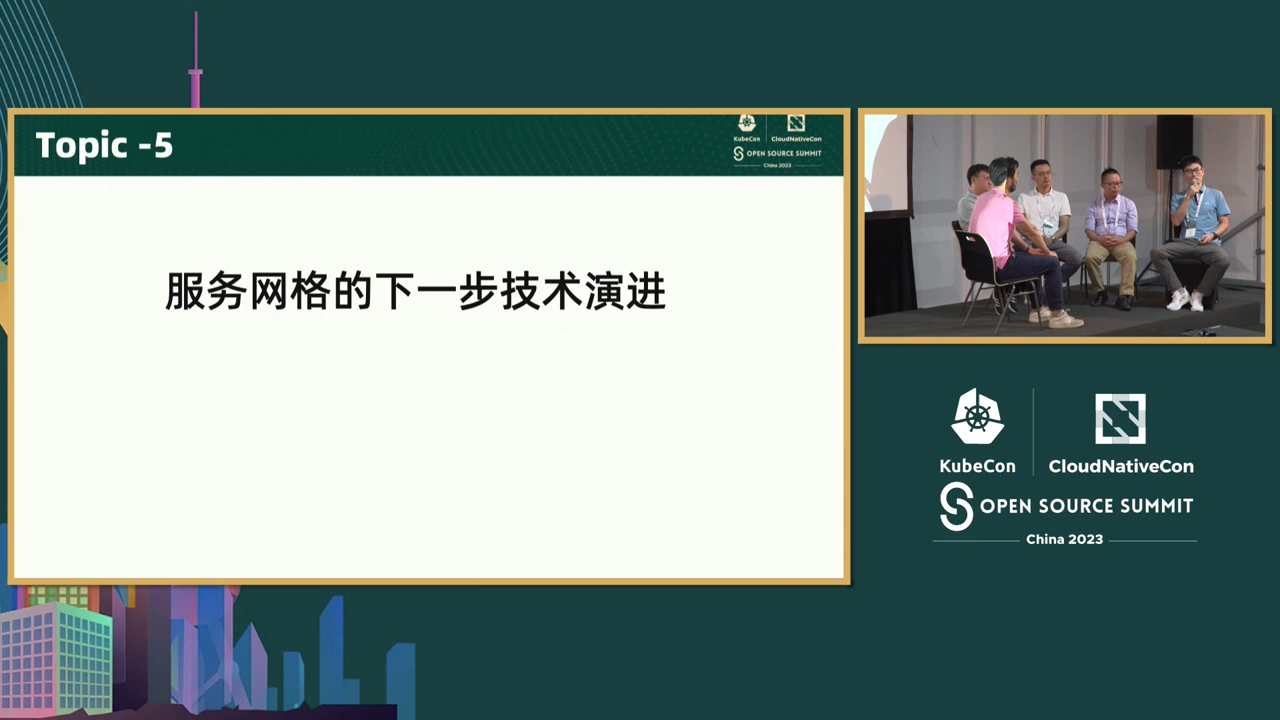 Topic -5
KubeCon
CloudNativeCon
OPEN SOURCE SUMMIT
China 2023
服务网格的下一步技术演进
KubeCon
CloudNativeCon
OPEN SOURCE SUMMIT
China 2023